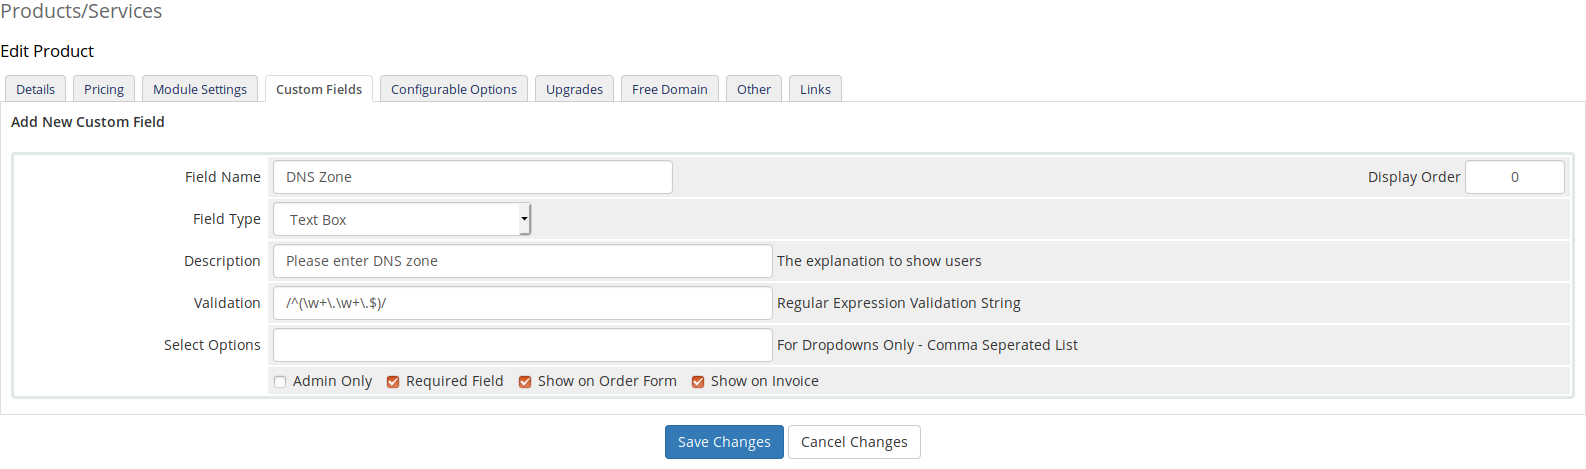 Products/Services
Edit Product
Details Pricing Module Settings Custom Fields Configurable Options Upgrades Free Domain Other Links
Add New Custom Field
Field Name DNS Zone Display Order 0
Field Type Text Box
Description Please enter DNS zone The explanation to show users
Validation /^(\w+\.\w+\.$)/ Regular Expression Validation String
Select Options For Dropdowns Only - Comma Seperated List
Admin Only Required Field Show on Order Form Show on Invoice
Save Changes Cancel Changes